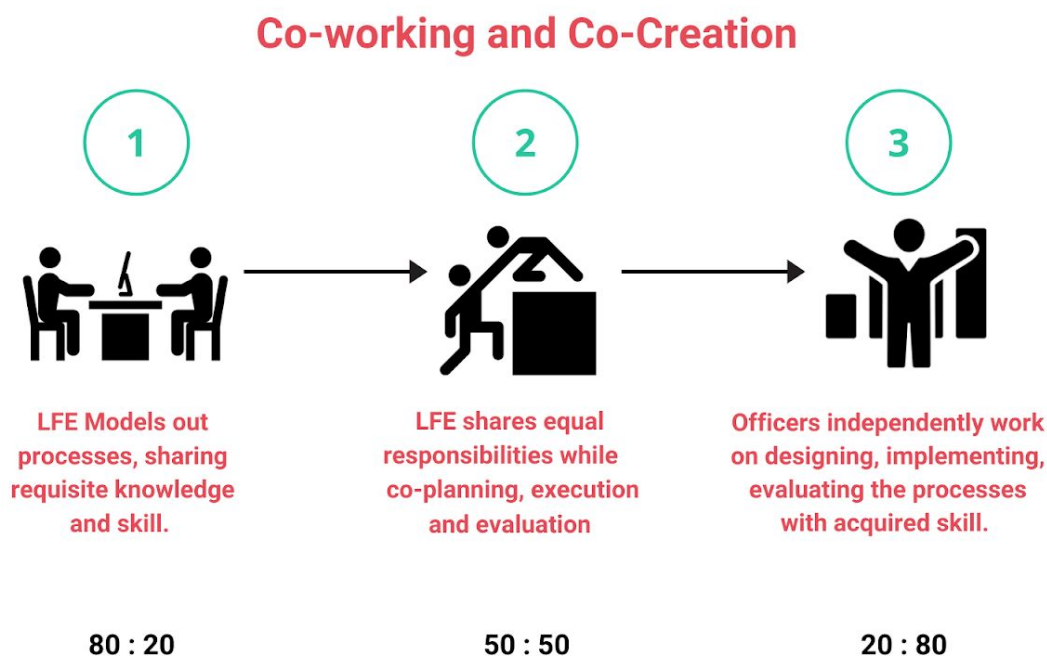 Co-working and Co-Creation
1
2
3
LFE Models out
processes, sharing
requisite knowledge
and skill.
LFE shares equal
responsibilities while
co-planning, execution
and evaluation
Officers independently work
on designing, implementing,
evaluating the processes
with acquired skill.
80 : 20
50 : 50
20 : 80